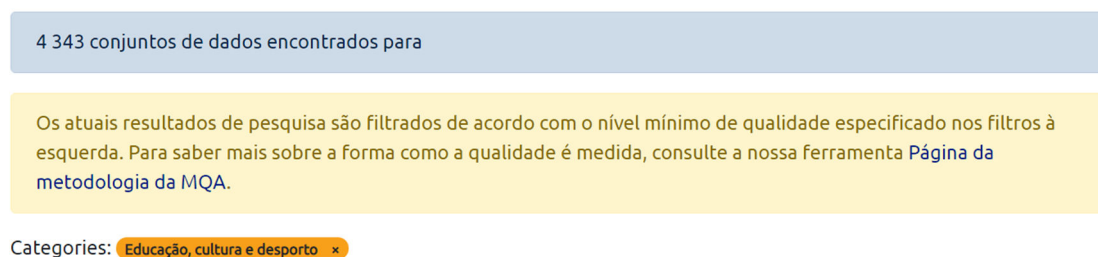 4 343 conjuntos de dados encontrados para
Os atuais resultados de pesquisa são filtrados de acordo com o nível mínimo de qualidade especificado nos filtros à
esquerda. Para saber mais sobre a forma como a qualidade é medida, consulte a nossa ferramenta Página da
metodologia da MQA.
Categories: Educação, cultura e desporto ×